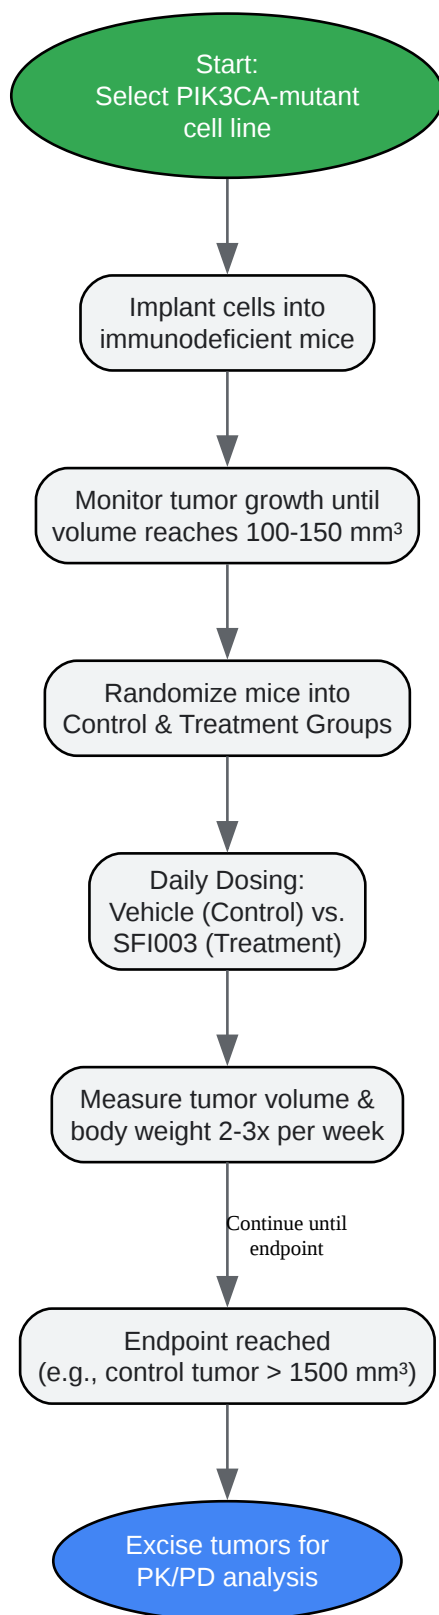 Start:
Select PIK3CA-mutant
cell line
Implant cells into
immunodeficient mice
Monitor tumor growth until
volume reaches 100-150 mm³
Randomize mice into
Control & Treatment Groups
Daily Dosing:
Vehicle (Control) vs.
SFI003 (Treatment)
Measure tumor volume &
body weight 2-3x per week
Continue until
endpoint
Endpoint reached
(e.g., control tumor > 1500 mm³)
Excise tumors for
PK/PD analysis